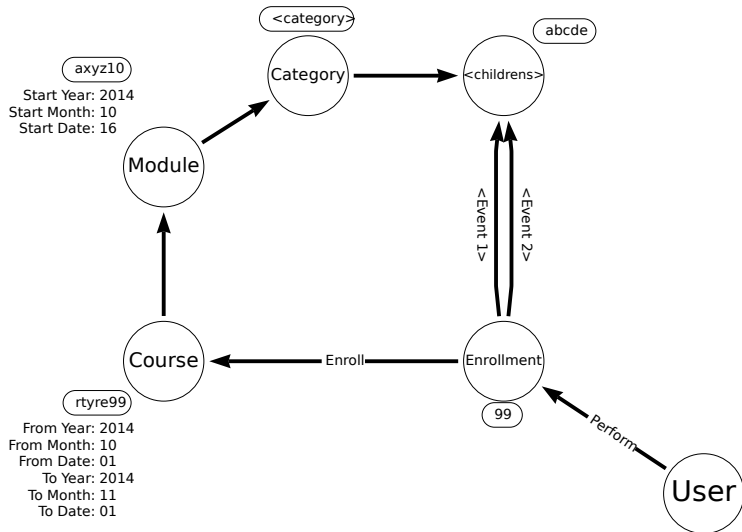 <category>
abcde
axyz10
Category
<childrens>
Start Year: 2014
Start Month: 10
Start Date: 16
Module
<Event 1>
<Event 2>
Course
Enroll
Enrollment
rtyre99
99
From Year: 2014
From Month: 10
From Date: 01
To Year: 2014
To Month: 11
To Date: 01
Perform
User